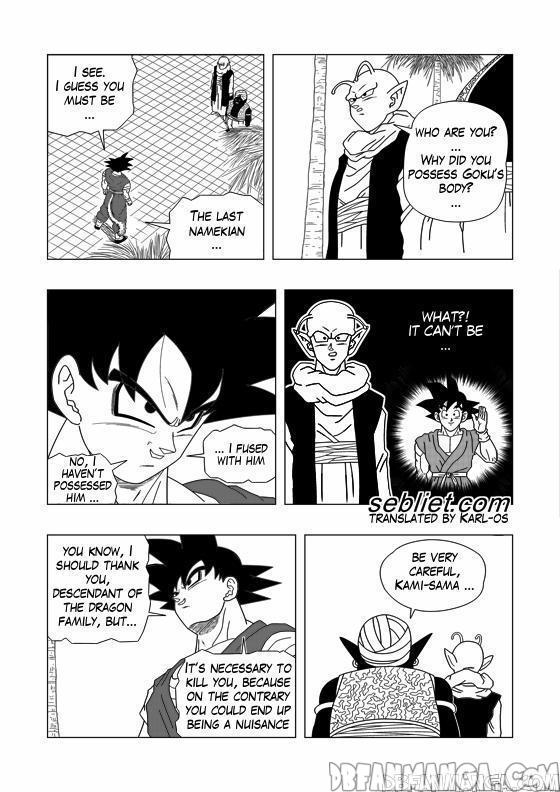 WHO ARE YOU?
...
WHY DID YOU
POSSESS GOKU'S
BODY?
...
I SEE.
I GUESS YOU
MUST BE
...
THE LAST
NAMEKIAN
...
WHAT?!
IT CAN'T BE
...
... I FUSED
WITH HIM
NO, I
HAVEN'T
POSSESSED
HIM ...
sebliet.com
TRANSLATED BY KARL-OS
BE VERY
CAREFUL,
KAMI-SAMA ...
YOU KNOW, I
SHOULD THANK
YOU,
DESCENDANT OF
THE DRAGON
FAMILY, BUT...
IT'S NECESSARY TO
KILL YOU, BECAUSE
ON THE CONTRARY
YOU COULD END UP
BEING A NUISANCE
DBFANMANGA.COM